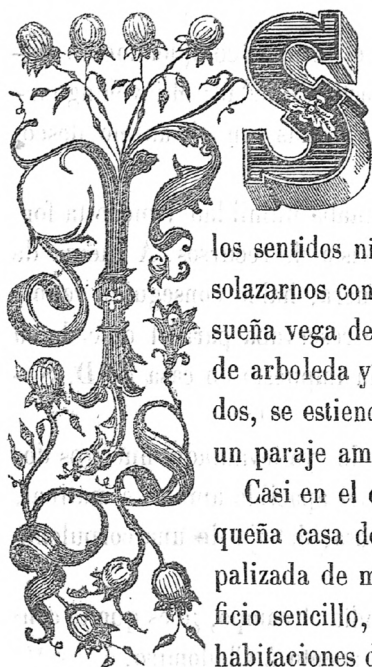 S
los sentidos ni
solazarnos con
sueña vega de
de arboleda y
dos, se estiend
un paraje am
Casi en el c
queña casa de
palizada de m
ficio sencillo,
habitaciones d